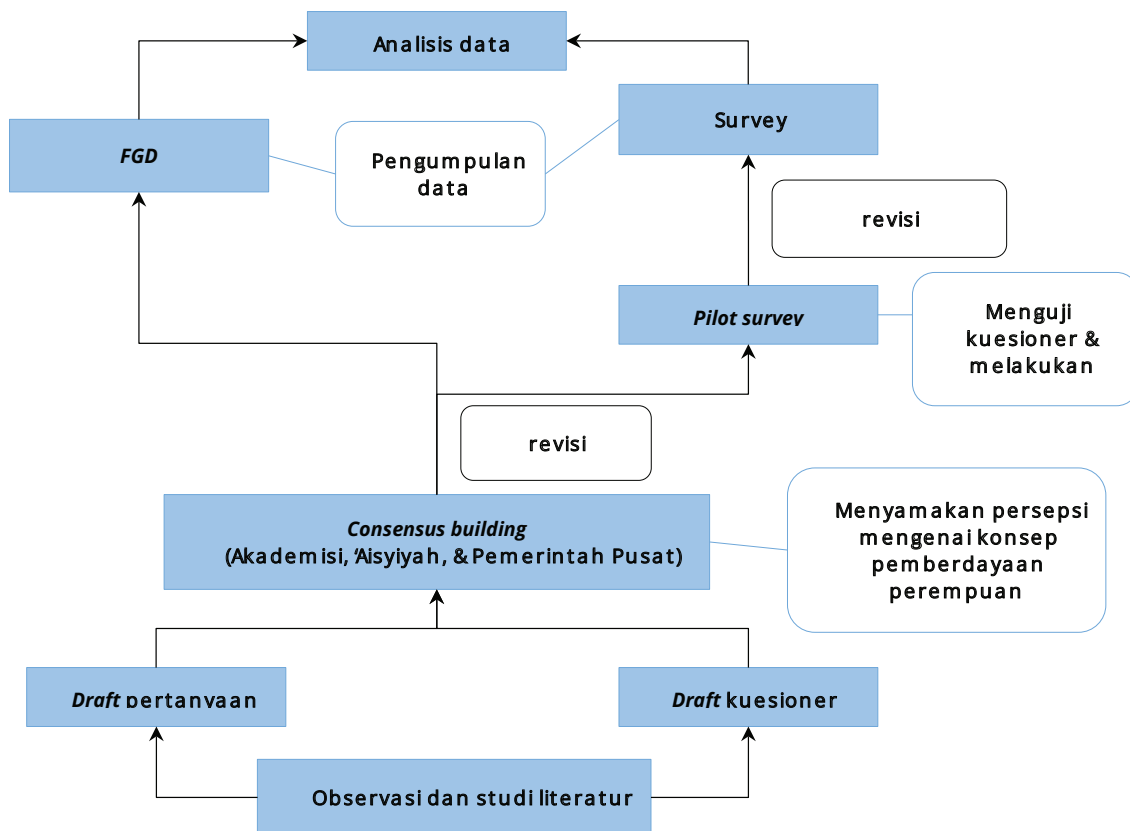 Analisis data
Survey
FGD
Pengumpulan
data
revisi
Pilot survey
Menguji
kuesioner &
melakukan
revisi
Consensus building
(Akademisi, ‘Aisyiyah, & Pemerintah Pusat)
Menyamakan persepsi
mengenai konsep
pemberdayaan
perempuan
Draft pertanyaan
Draft kuesioner
Observasi dan studi literatur